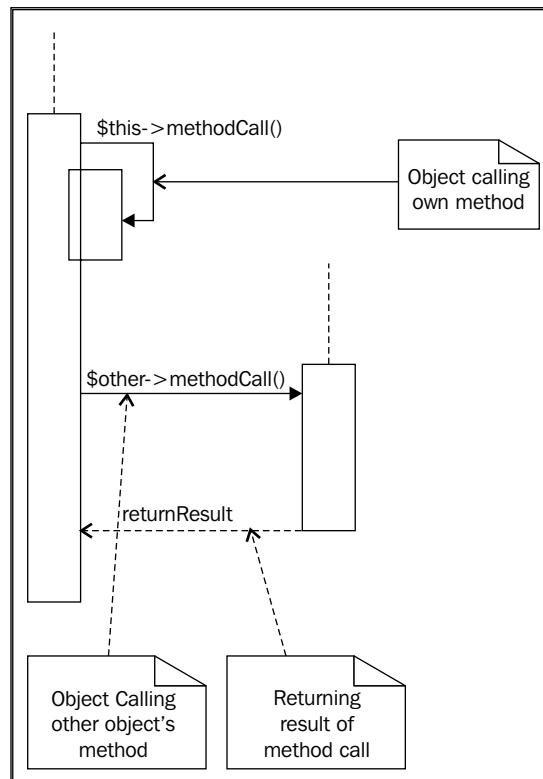 $this->methodCall()
Object calling
own method
$other->methodCall()
returnResult
Object Calling
other object's
method
Returning
result of
method call